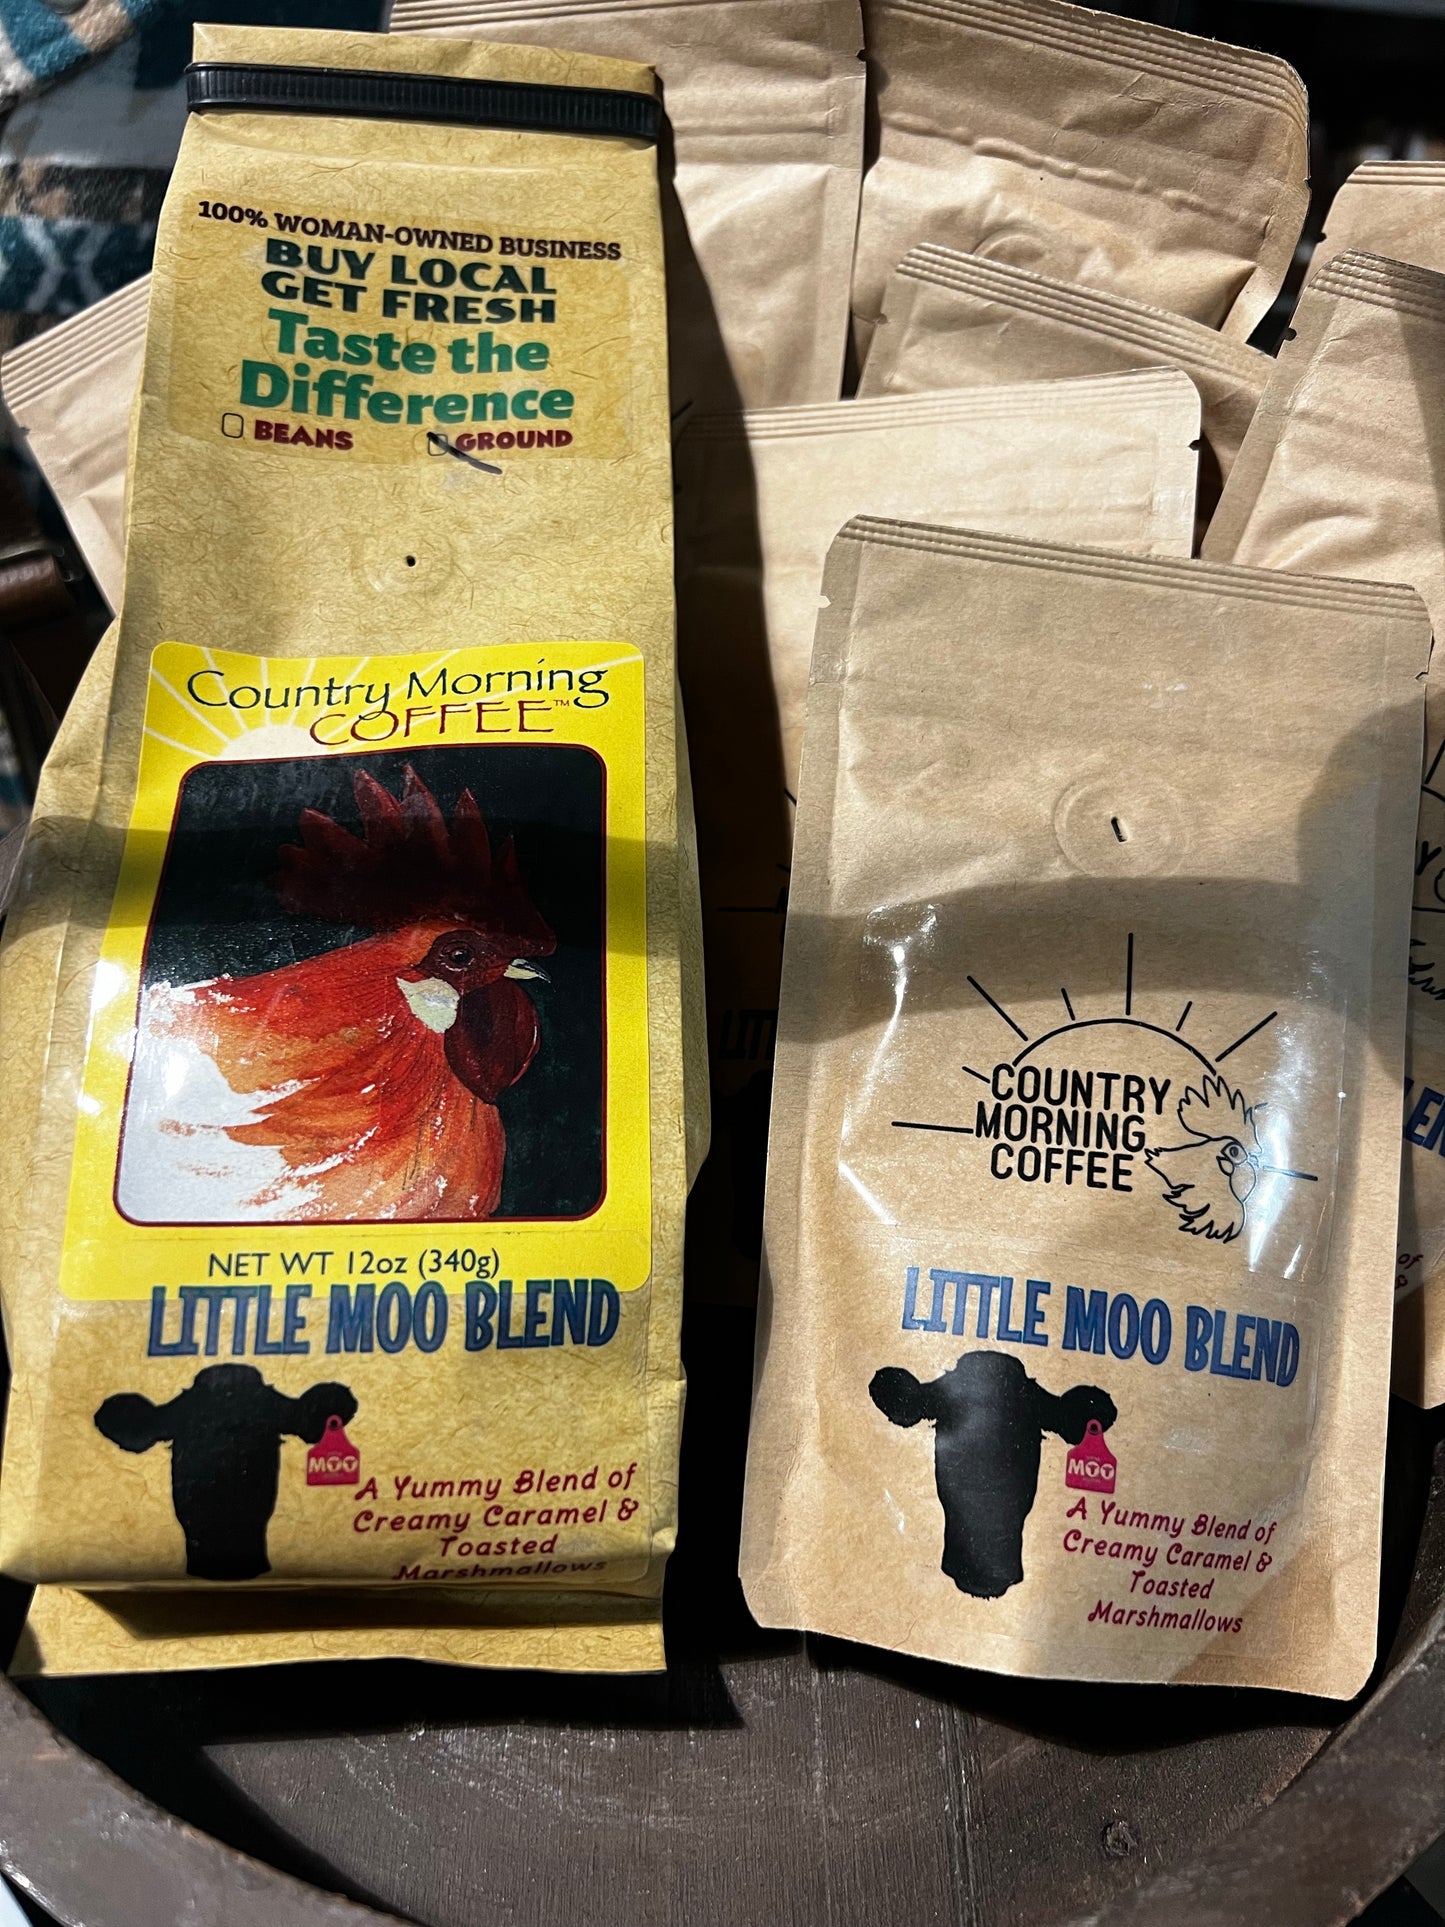 100% WOMAN-OWNED BUSINESS
BUY LOCAL
GET FRESH
Taste the
Difference
BEANS GROUND
Country Morning
COFFEE™
NET WT 12oz (340g)
LITTLE MOO BLEND
MOO
A Yummy Blend of
Creamy Caramel &
Toasted
Marshmallows
COUNTRY
MORNING
COFFEE
LITTLE MOO BLEND
MOO
A Yummy Blend of
Creamy Caramel &
Toasted
Marshmallows